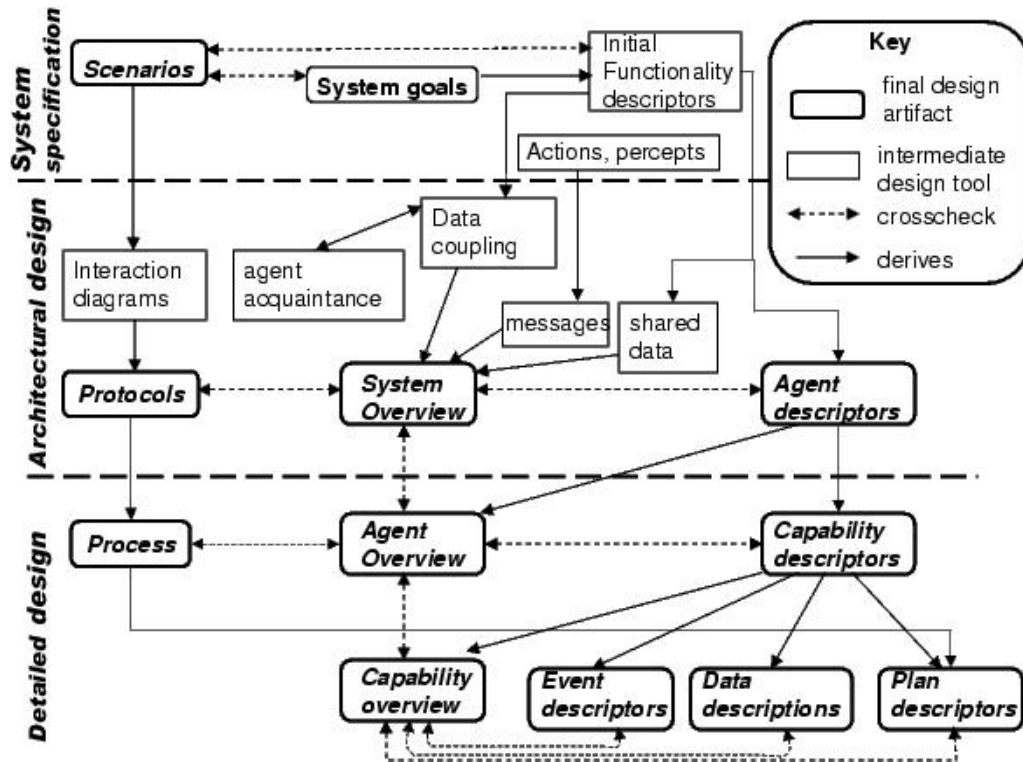 System
specification
Scenarios
System goals
Initial
Functionality
descriptors
Actions, percepts
Key
final design
artifact
intermediate
design tool
crosscheck
derives
Architectural design
Interaction
diagrams
agent
acquaintance
Data
coupling
messages
shared
data
Protocols
System
Overview
Agent
descriptors
Detailed design
Process
Agent
Overview
Capability
descriptors
Capability
overview
Event
descriptors
Data
descriptions
Plan
descriptors